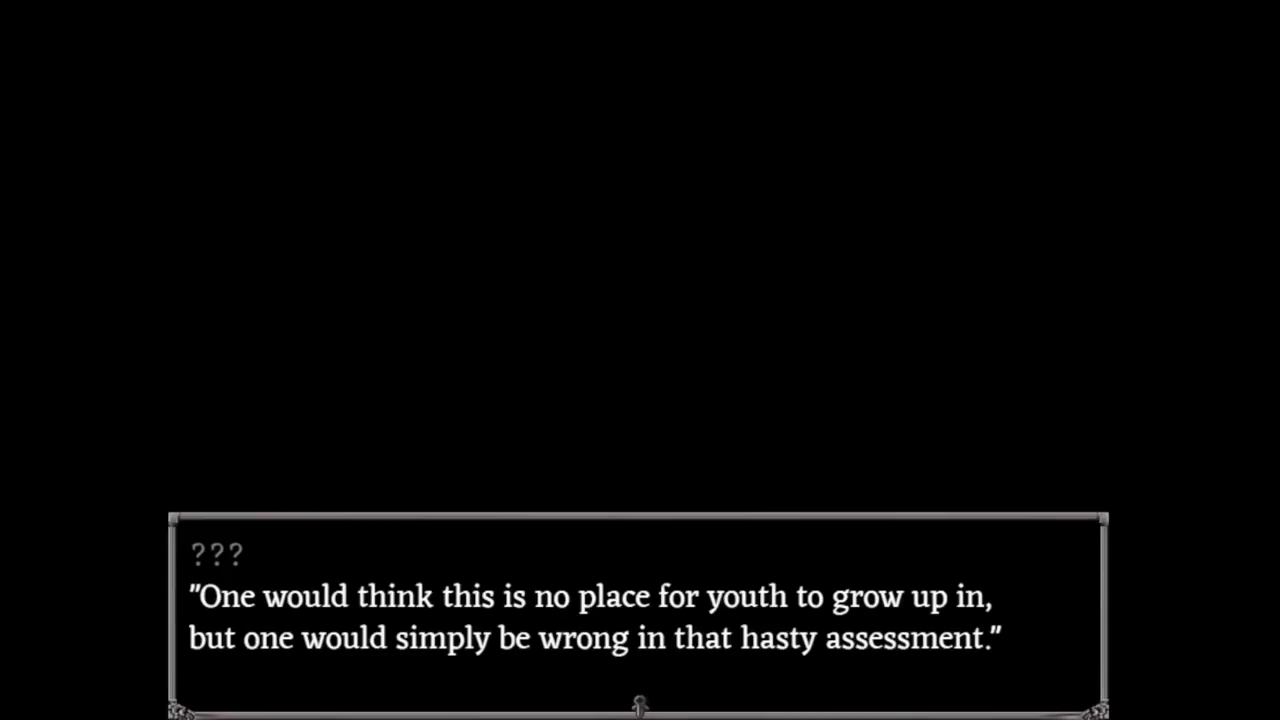 ???
"One would think this is no place for youth to grow up in,
but one would simply be wrong in that hasty assessment."